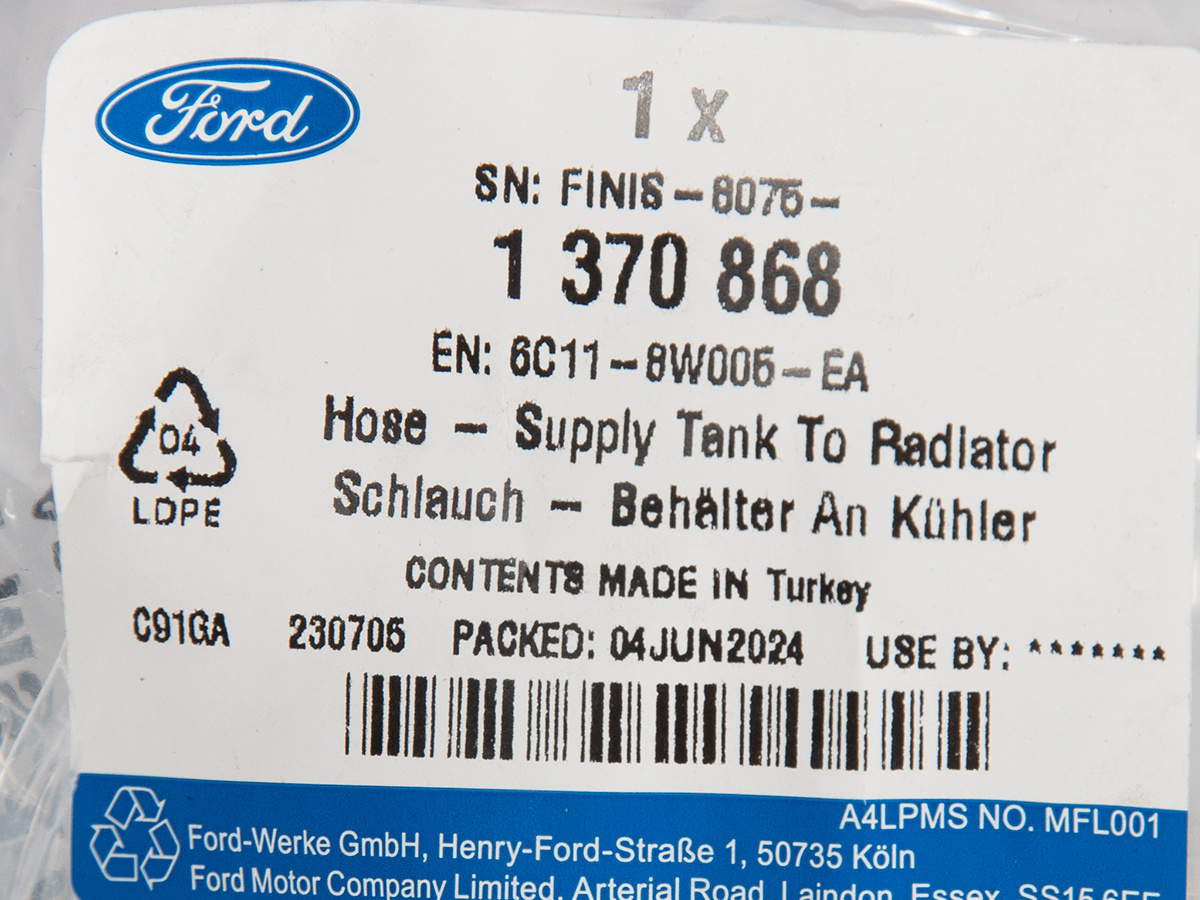 Ford
1 x
SN: FINIS-8075-
1 370 868
EN: 6C11-8W005-EA
Hose - Supply Tank To Radiator
Schlauch - Behälter An Kühler
04
LDPE
CONTENTS MADE IN Turkey
C91GA 230705 PACKED: 04JUN2024 USE BY: *******
A4LPMS NO. MFL001
Ford-Werke GmbH, Henry-Ford-Straße 1, 50735 Köln
Ford Motor Company Limited, Arterial Road, Laindon, Essex,